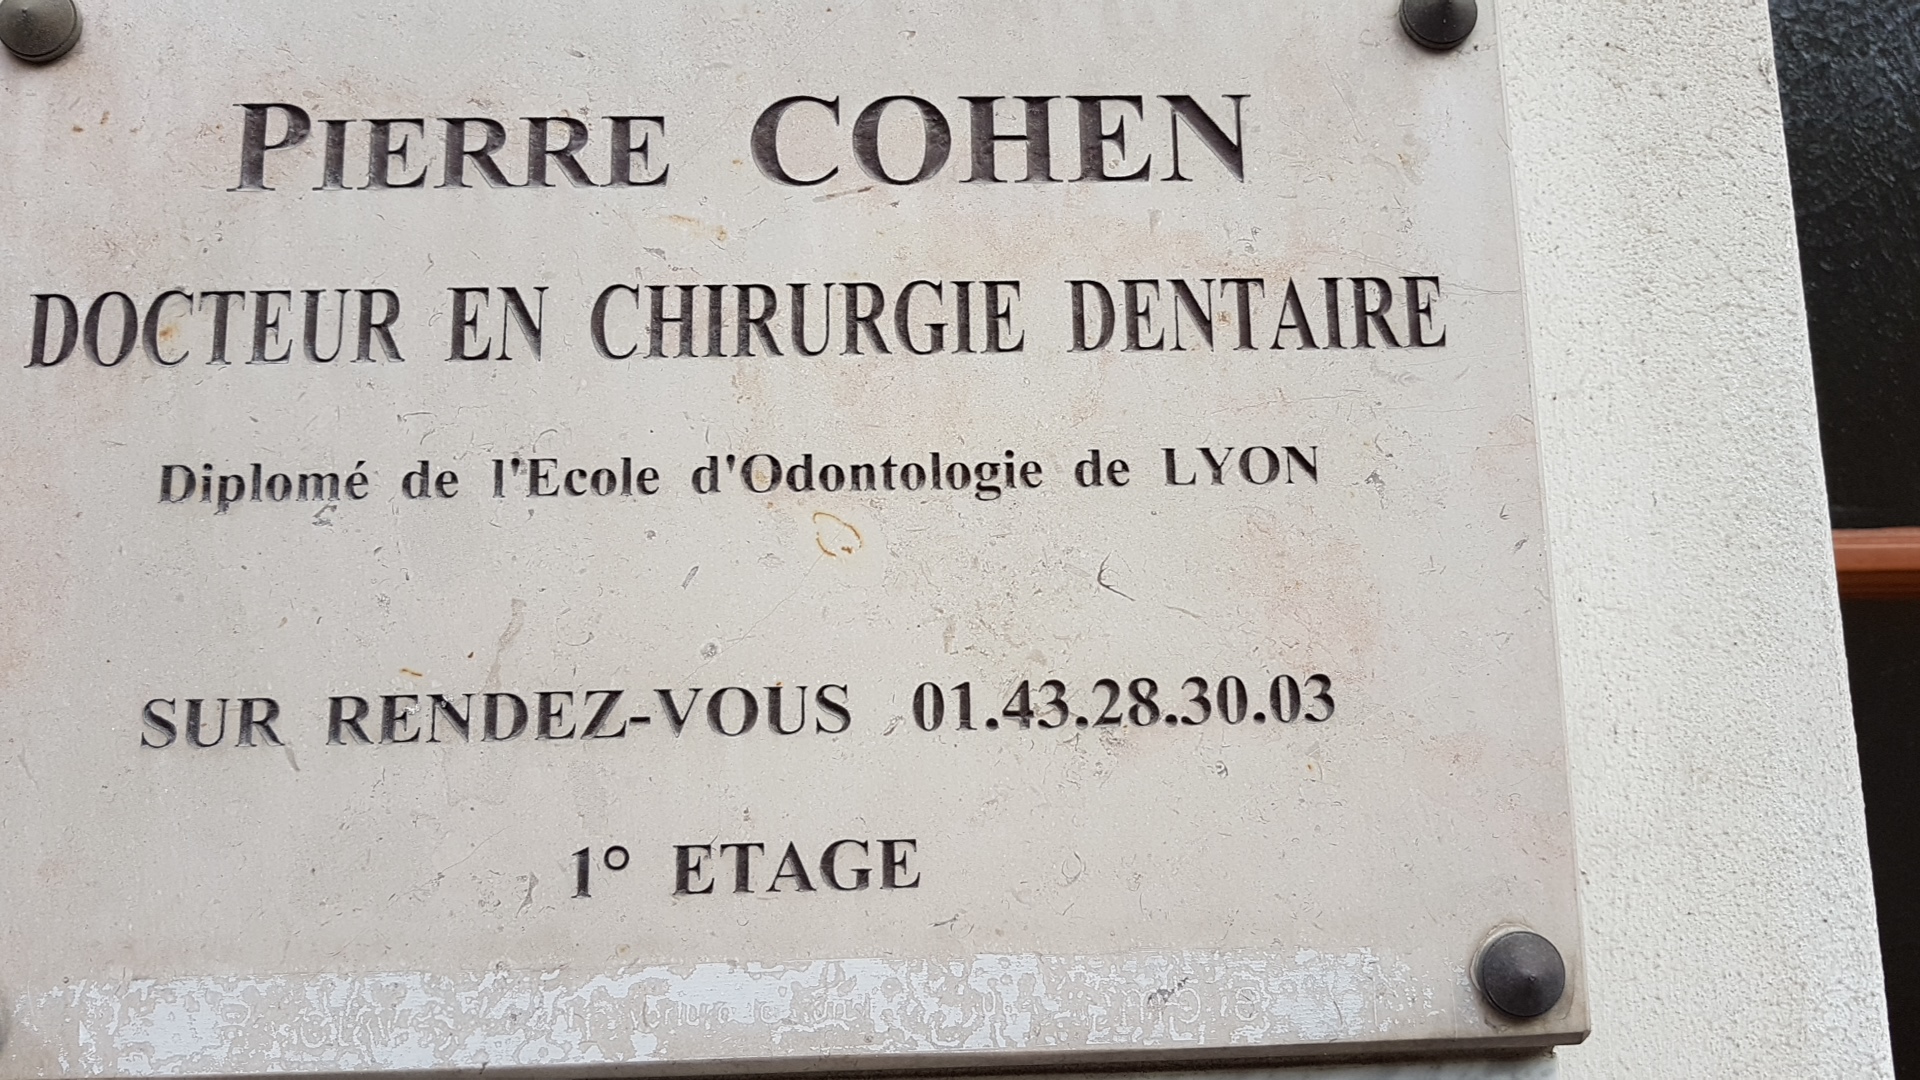 PIERRE COHEN
DOCTEUR EN CHIRURGIE DENTAIRE
Diplomé de l'Ecole d'Odontologie de LYON
SUR RENDEZ-VOUS 01.43.28.30.03
1° ETAGE